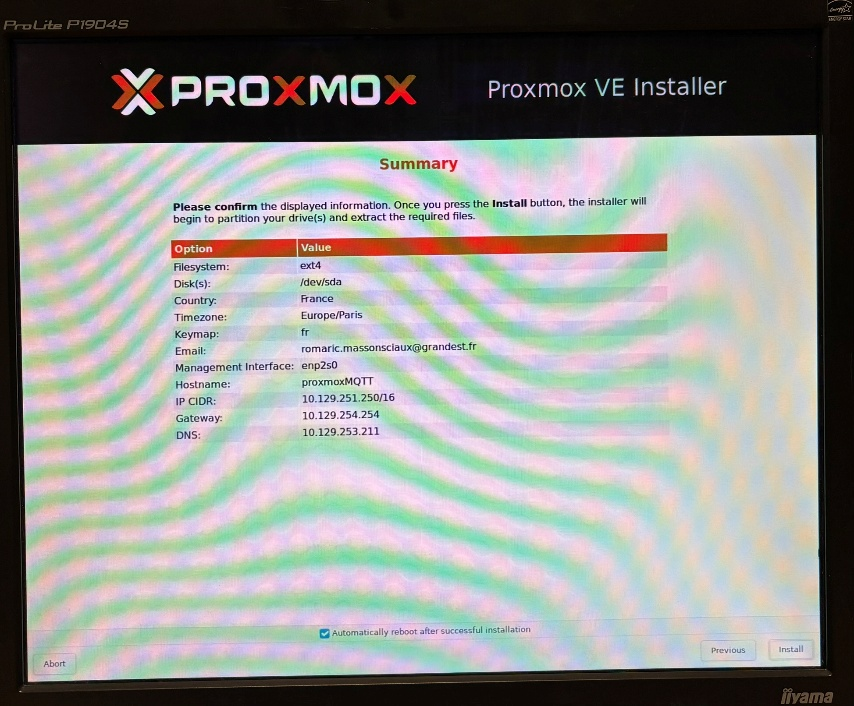 ProLite P1904S
PROXMOX
Proxmox VE Installer
Summary
Please confirm the displayed information. Once you press the Install button, the installer will
begin to partition your drive(s) and extract the required files.
Option Value
Filesystem: ext4
Disk(s): /dev/sda
Country: France
Timezone: Europe/Paris
Keymap: fr
Email: romaric.massonsciaux@grandest.fr
Management Interface: enp2s0
Hostname: proxmoxMQTT
IP CIDR: 10.129.251.250/16
Gateway: 10.129.254.254
DNS: 10.129.253.211
Automatically reboot after successful installation
Abort
Previous
Install
iiyama